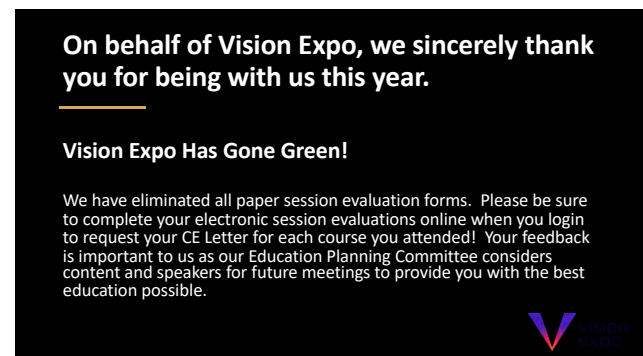 On behalf of Vision Expo, we sincerely thank
you for being with us this year.
Vision Expo Has Gone Green!
We have eliminated all paper session evaluation forms.  Please be sure
to complete your electronic session evaluations online when you login
to request your CE Letter for each course you attended!  Your feedback
is important to us as our Education Planning Committee considers
content and speakers for future meetings to provide you with the best
education possible.
vision
expo